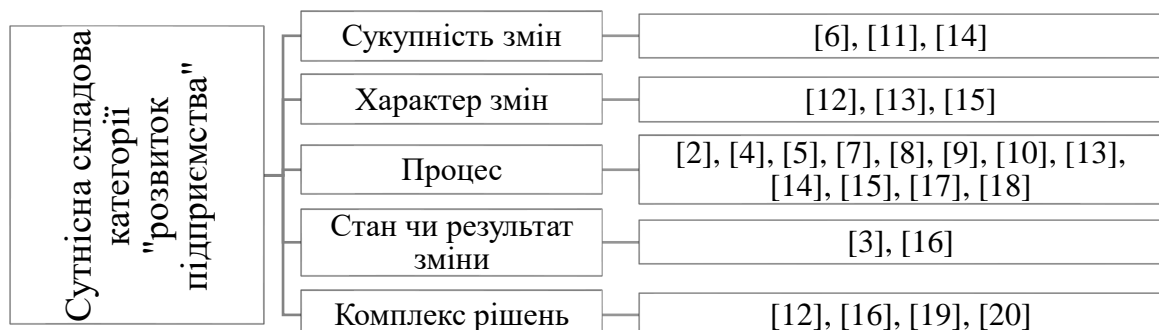 Сутнісна складова
категорії
"розвиток
підприємства"
Сукупність змін
[6], [11], [14]
Характер змін
[12], [13], [15]
Процес
[2], [4], [5], [7], [8], [9], [10], [13],
[14], [15], [17], [18]
Стан чи результат
зміни
[3], [16]
Комплекс рішень
[12], [16], [19], [20]